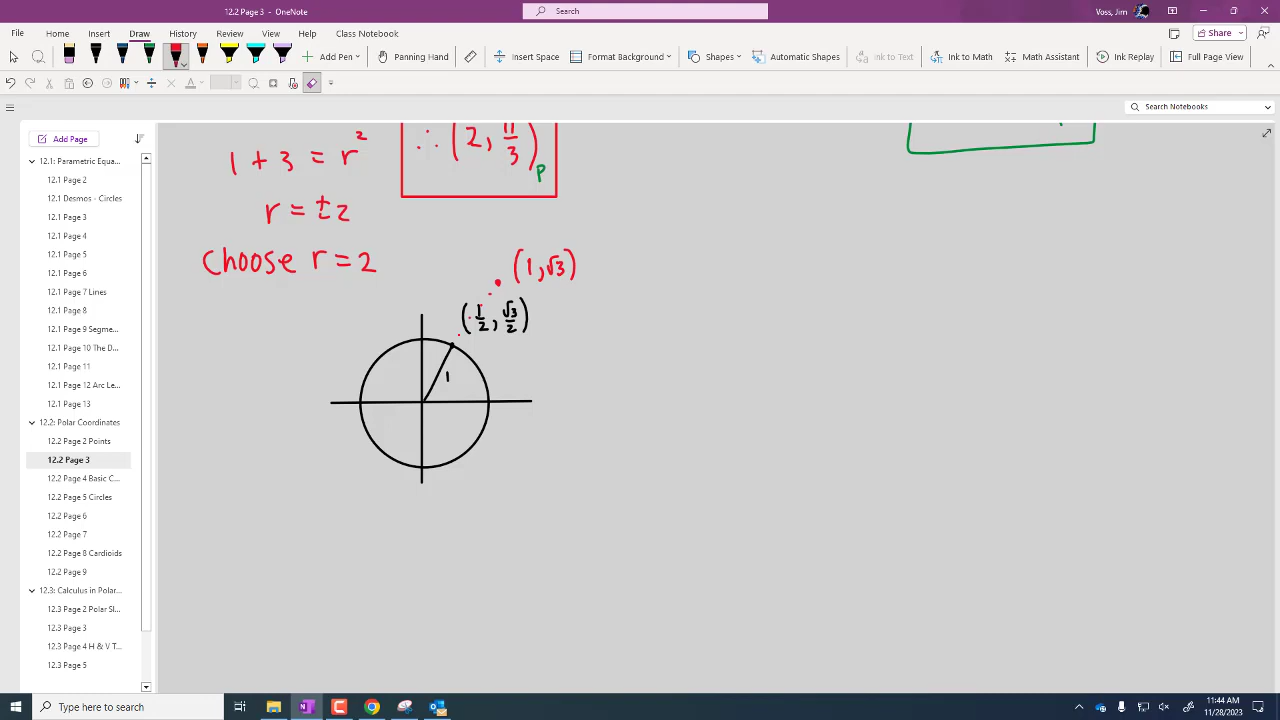 12.2 Page 3 - OneNote
Search
Voss, Jim
File
Home
Insert
Draw
History
Review
View
Help
Class Notebook
Share
Add Pen
Panning Hand
Insert Space
Format Background
Shapes
Automatic Shapes
Ink to Text
Ink to Shape
Ink to Math
Math Assistant
Ink Replay
Full Page View
Search Notebooks
Add Page
12.1: Parametric Equa...
12.1 Page 2
12.1 Desmos - Circles
12.1 Page 3
12.1 Page 4
12.1 Page 5
12.1 Page 6
12.1 Page 7 Lines
12.1 Page 8
12.1 Page 9 Segme...
12.1 Page 10 The D...
12.1 Page 11
12.1 Page 12 Arc Le...
12.1 Page 13
12.2: Polar Coordinates
12.2 Page 2 Points
12.2 Page 3
12.2 Page 4 Basic C...
12.2 Page 5 Circles
12.2 Page 6
12.2 Page 7
12.2 Page 8 Cardioids
12.2 Page 9
12.3: Calculus in Polar...
12.3 Page 2 Polar Sl...
12.3 Page 3
12.3 Page 4 H & V T...
12.3 Page 5
1 + 3 = r²
∴ (2, π/3)p
r = ±2
Choose r = 2
(1, √3)
(1/2, √3/2)
1
Type here to search
11:44 AM
11/28/2023